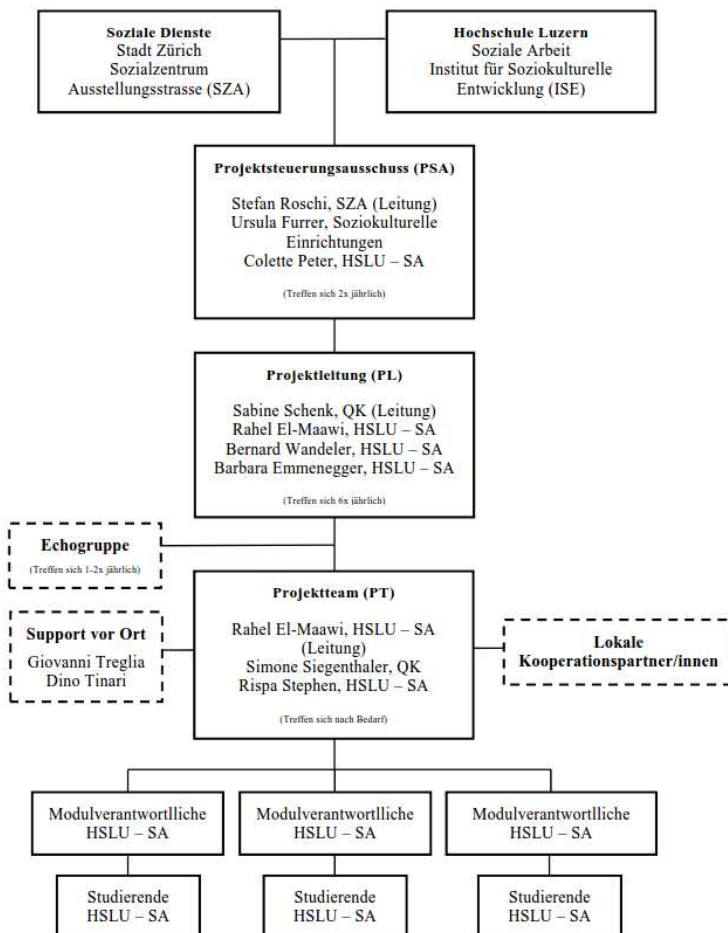 Soziale Dienste
Stadt Zürich
Sozialzentrum
Ausstellungsstrasse (SZA)
Hochschule Luzern
Soziale Arbeit
Institut für Soziokulturelle
Entwicklung (ISE)
Projektsteuerungsausschuss (PSA)
Stefan Roschi, SZA (Leitung)
Ursula Furrer, Soziokulturelle
Einrichtungen
Colette Peter, HSLU – SA
(Treffen sich 2x jährlich)
Projektleitung (PL)
Sabine Schenk, QK (Leitung)
Rahel El-Maawi, HSLU – SA
Bernard Wandeler, HSLU – SA
Barbara Emmenegger, HSLU – SA
(Treffen sich 6x jährlich)
Echogruppe
(Treffen sich 1-2x jährlich)
Projektteam (PT)
Rahel El-Maawi, HSLU – SA
(Leitung)
Simone Siegenthaler, QK
Rispa Stephen, HSLU – SA
(Treffen sich nach Bedarf)
Support vor Ort
Giovanni Treglia
Dino Tinari
Lokale
Kooperationspartner/innen
Modulverantwortlliche
HSLU – SA
Modulverantwortlliche
HSLU – SA
Modulverantwortlliche
HSLU – SA
Studierende
HSLU – SA
Studierende
HSLU – SA
Studierende
HSLU – SA